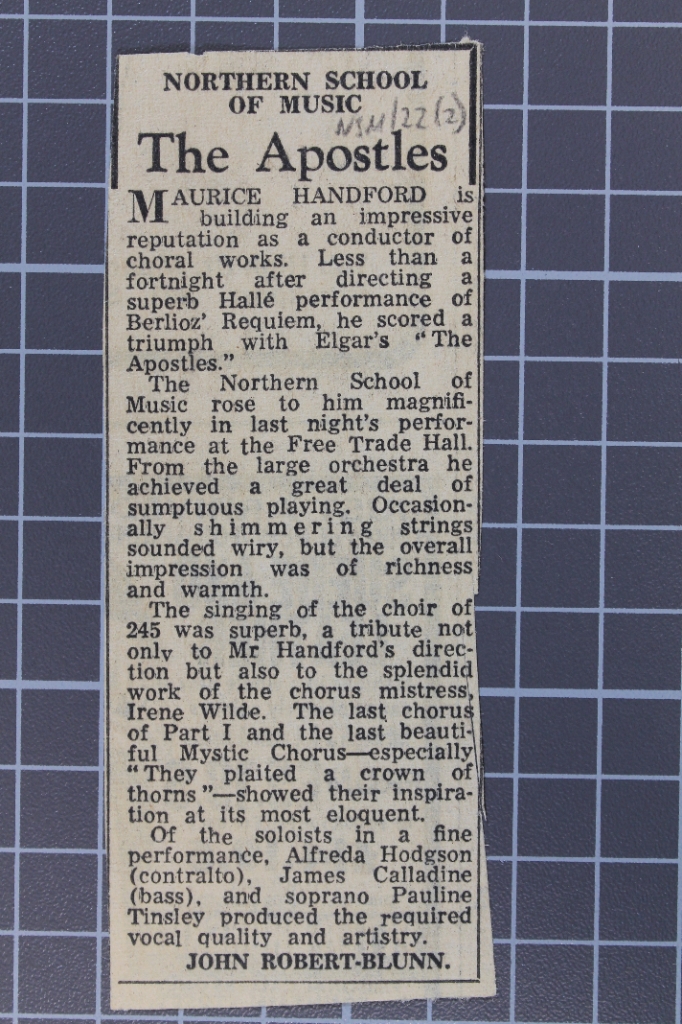 NORTHERN SCHOOL
OF MUSIC
NSM/22(2)
The Apostles
MAURICE HANDFORD is
building an impressive
reputation as a conductor of
choral works. Less than a
fortnight after directing a
superb Hallé performance of
Berlioz' Requiem, he scored a
triumph with Elgar's "The
Apostles."
The Northern School of
Music rose to him magnifi-
cently in last night's perfor-
mance at the Free Trade Hall.
From the large orchestra he
achieved a great deal of
sumptuous playing. Occasion-
ally shimmering strings
sounded wiry, but the overall
impression was of richness
and warmth.
The singing of the choir of
245 was superb, a tribute not
only to Mr Handford's direc-
tion but also to the splendid
work of the chorus mistress,
Irene Wilde. The last chorus
of Part I and the last beauti-
ful Mystic Chorus—especially
"They plaited a crown of
thorns"—showed their inspira-
tion at its most eloquent.
Of the soloists in a fine
performance, Alfreda Hodgson
(contralto), James Calladine
(bass), and soprano Pauline
Tinsley produced the required
vocal quality and artistry.
JOHN ROBERT-BLUNN.